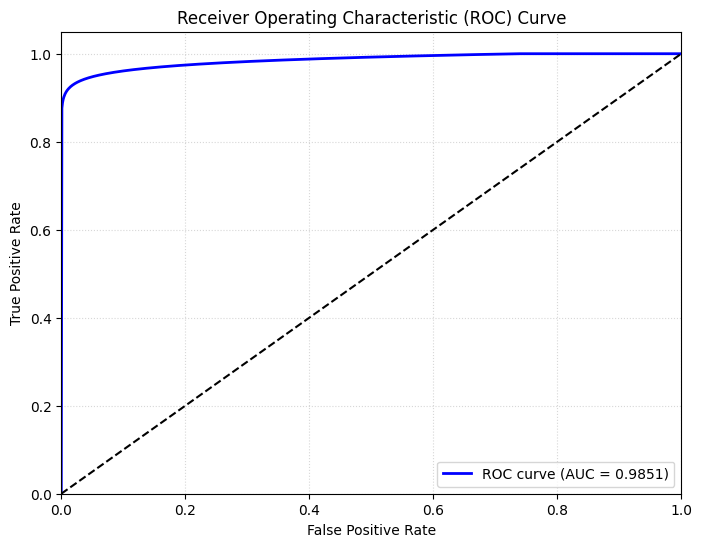 Receiver Operating Characteristic (ROC) Curve
True Positive Rate
1.0
0.8
0.6
0.4
0.2
0.0
ROC curve (AUC = 0.9851)
0.0 0.2 0.4 0.6 0.8 1.0
False Positive Rate